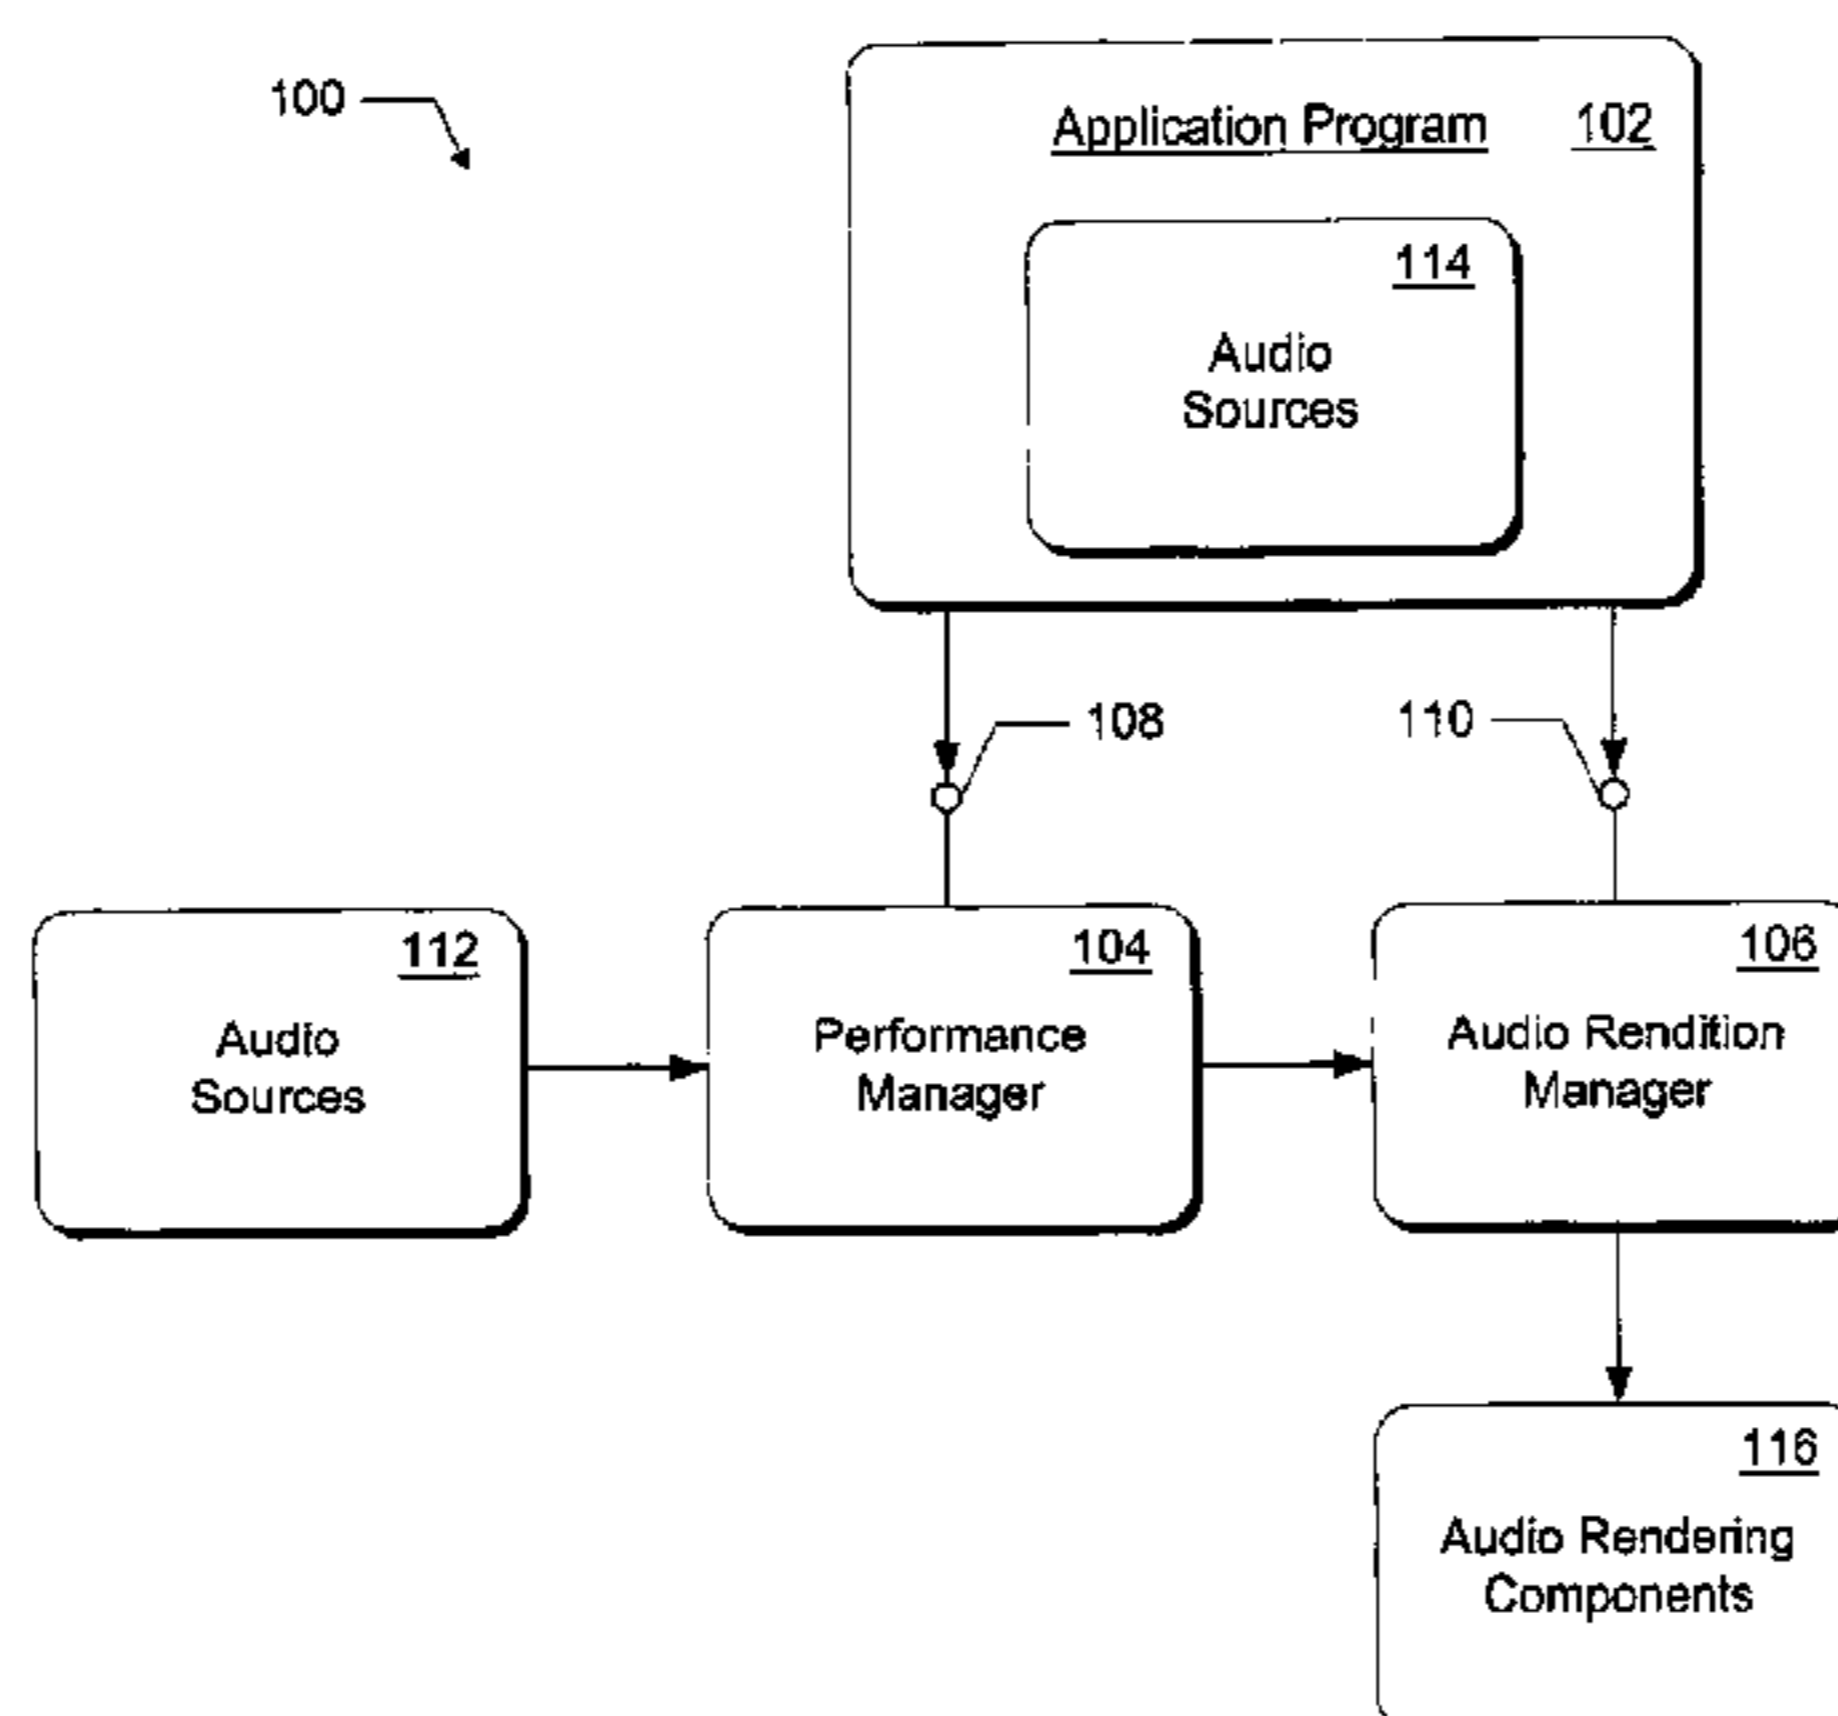 100
Application Program 102
114
Audio
Sources
108
110
112
Audio
Sources
104
Performance
Manager
106
Audio Rendition
Manager
116
Audio Rendering
Components